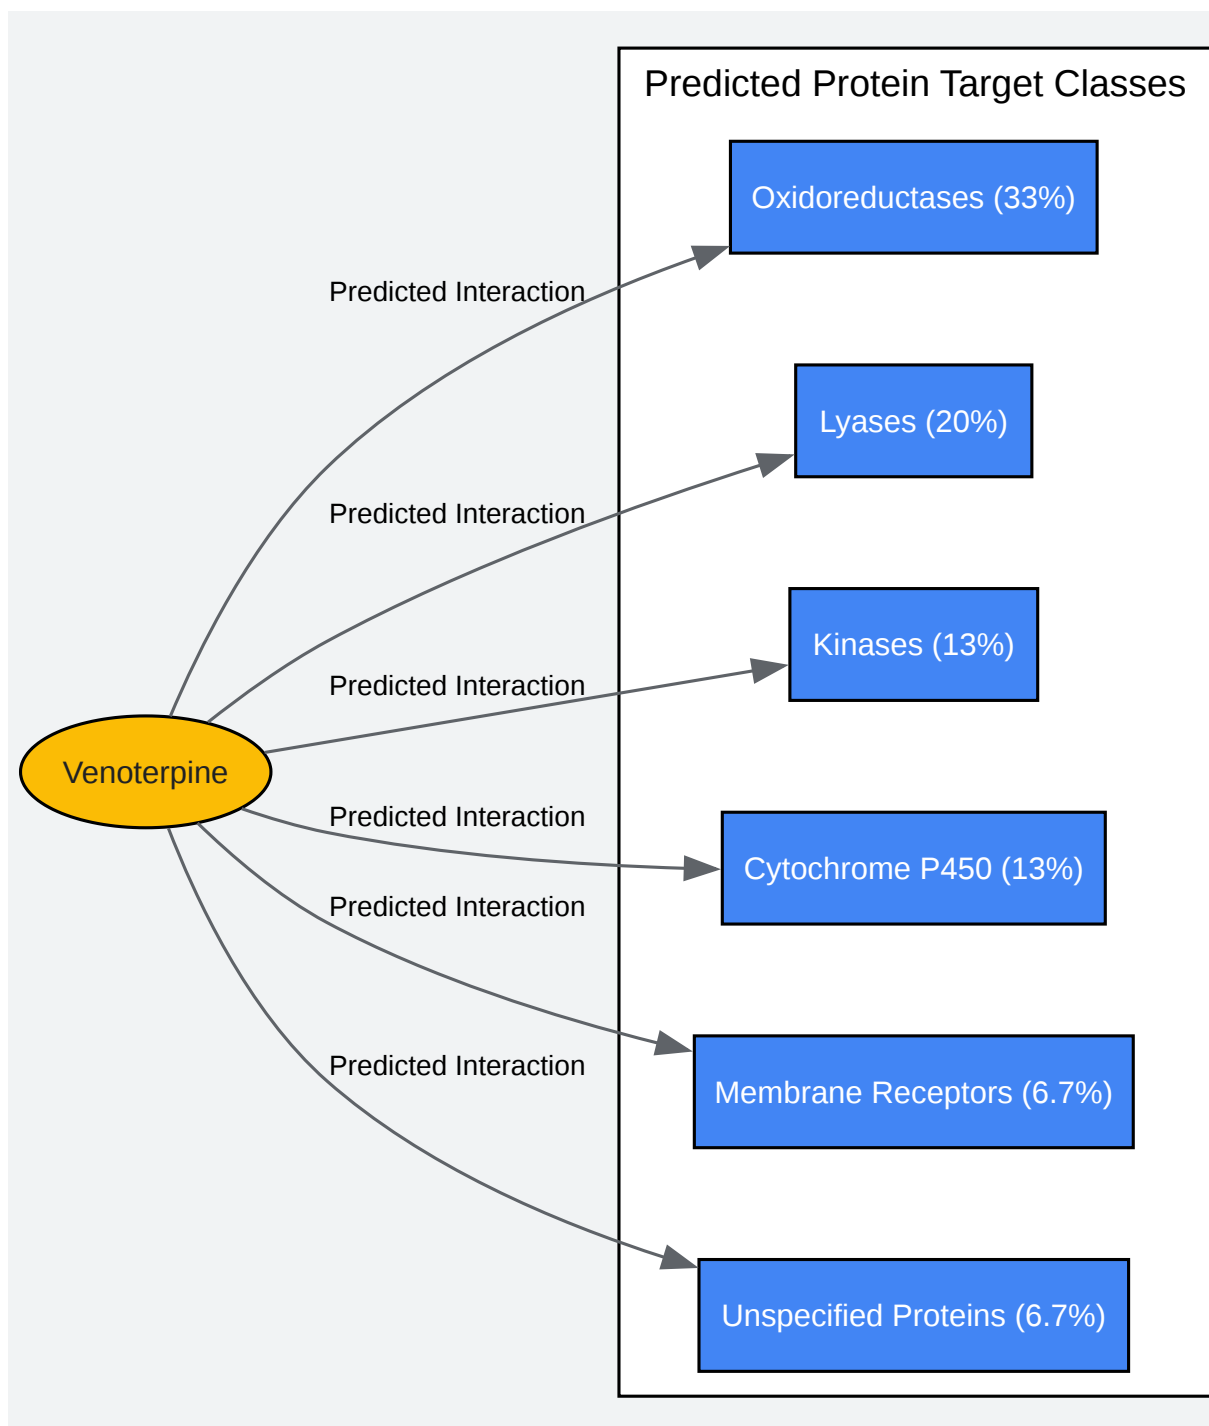 Predicted Protein Target Classes
Oxidoreductases (33%)
Predicted Interaction
Lyases (20%)
Predicted Interaction
Kinases (13%)
Predicted Interaction
Venoterpine
Predicted Interaction
Cytochrome P450 (13%)
Predicted Interaction
Membrane Receptors (6.7%)
Predicted Interaction
Unspecified Proteins (6.7%)